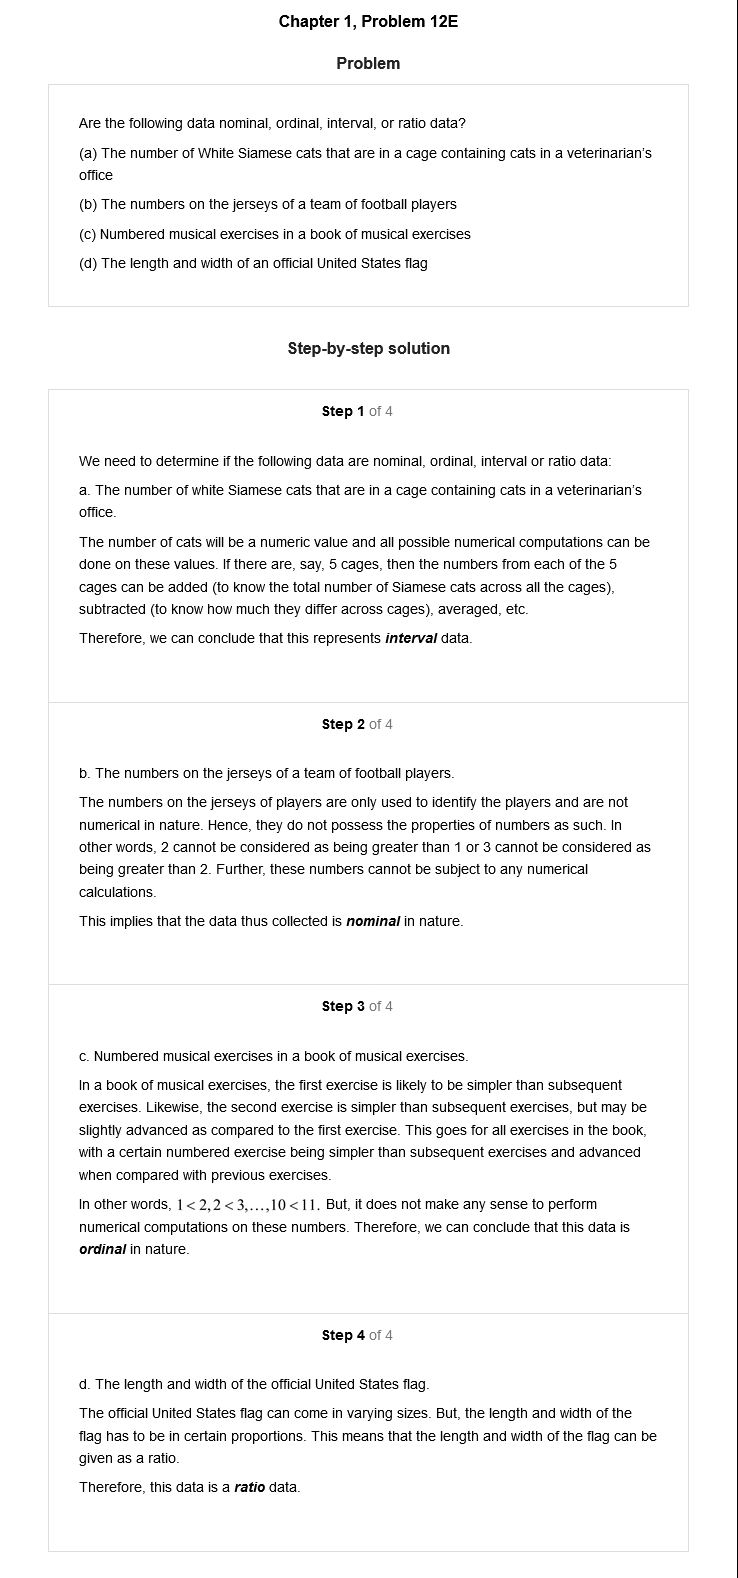 Chapter 1, Problem 12E
Problem
Are the following data nominal, ordinal, interval, or ratio data?
(a) The number of White Siamese cats that are in a cage containing cats in a veterinarian's
office
(b) The numbers on the jerseys of a team of football players
(c) Numbered musical exercises in a book of musical exercises
(d) The length and width of an official United States flag
Step-by-step solution
Step 1 of 4
We need to determine if the following data are nominal, ordinal, interval or ratio data:
a. The number of white Siamese cats that are in a cage containing cats in a veterinarian's
office.
The number of cats will be a numeric value and all possible numerical computations can be
done on these values. If there are, say, 5 cages, then the numbers from each of the 5
cages can be added (to know the total number of Siamese cats across all the cages),
subtracted (to know how much they differ across cages), averaged, etc.
Therefore, we can conclude that this represents interval data.
Step 2 of 4
b. The numbers on the jerseys of a team of football players.
The numbers on the jerseys of players are only used to identify the players and are not
numerical in nature. Hence, they do not possess the properties of numbers as such. In
other words, 2 cannot be considered as being greater than 1 or 3 cannot be considered as
being greater than 2. Further, these numbers cannot be subject to any numerical
calculations.
This implies that the data thus collected is nominal in nature.
Step 3 of 4
c. Numbered musical exercises in a book of musical exercises.
In a book of musical exercises, the first exercise is likely to be simpler than subsequent
exercises. Likewise, the second exercise is simpler than subsequent exercises, but may be
slightly advanced as compared to the first exercise. This goes for all exercises in the book,
with a certain numbered exercise being simpler than subsequent exercises and advanced
when compared with previous exercises.
In other words, 1 < 2, 2 < 3,...,10 < 11. But, it does not make any sense to perform
numerical computations on these numbers. Therefore, we can conclude that this data is
ordinal in nature.
Step 4 of 4
d. The length and width of the official United States flag.
The official United States flag can come in varying sizes. But, the length and width of the
flag has to be in certain proportions. This means that the length and width of the flag can be
given as a ratio.
Therefore, this data is a ratio data.